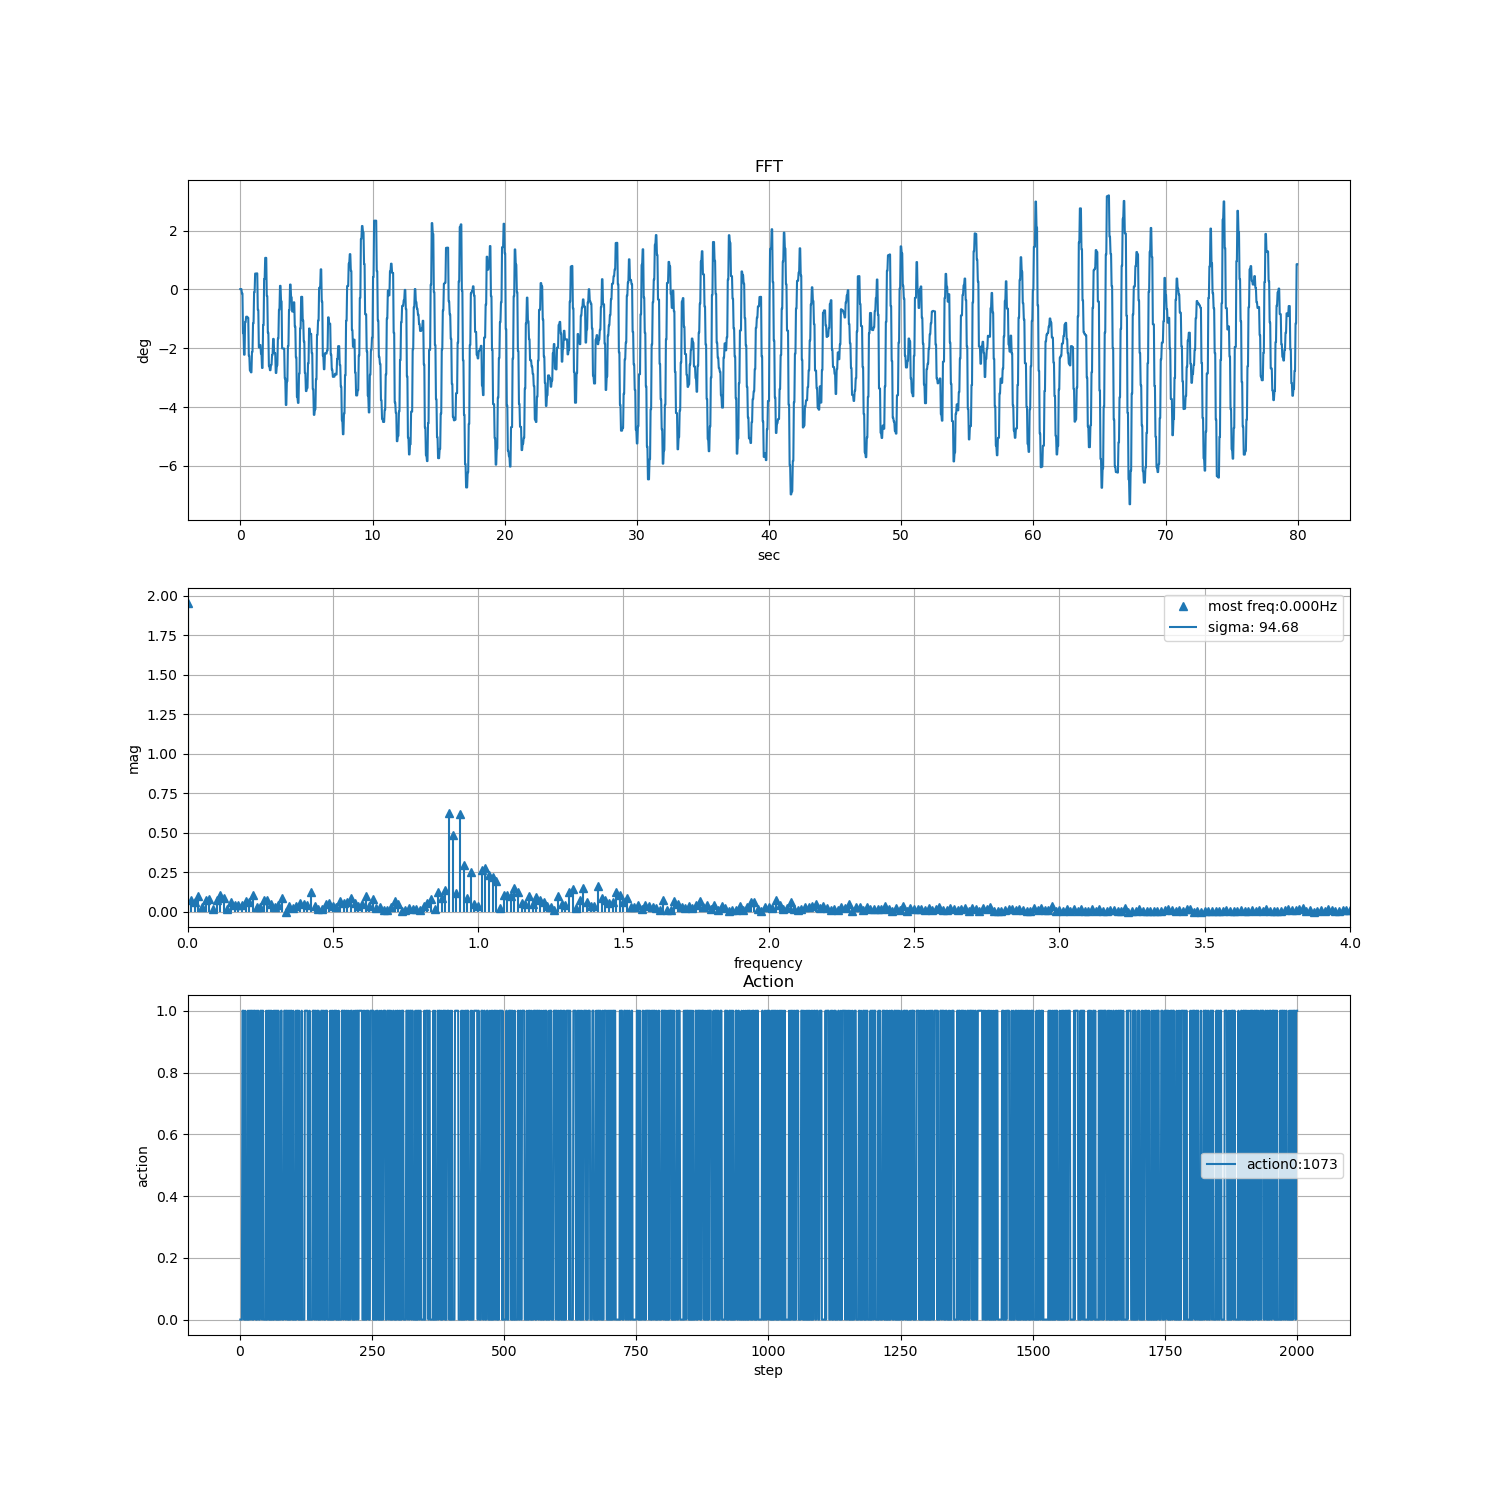 FFT
2
0
−2
−4
−6
deg
0 10 20 30 40 50 60 70 80
sec
2.00
1.75
1.50
1.25
1.00
0.75
0.50
0.25
0.00
mag
most freq:0.000Hz
sigma: 94.68
0.0 0.5 1.0 1.5 2.0 2.5 3.0 3.5 4.0
frequency
Action
1.0
0.8
0.6
0.4
0.2
0.0
action
action0:1073
0 250 500 750 1000 1250 1500 1750 2000
step